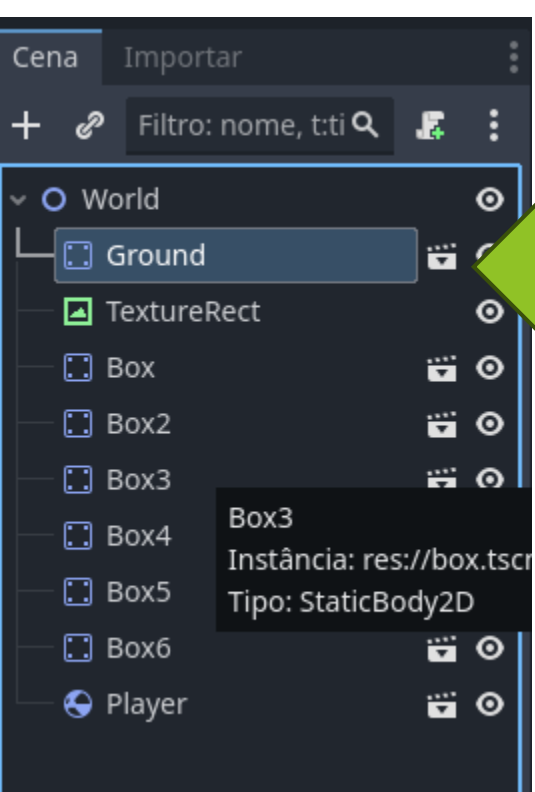 Cena Importar
Filtro: nome, t:ti
World
Ground
TextureRect
Box
Box2
Box3
Box4
Box5
Box6
Player
Box3
Instância: res://box.tscn
Tipo: StaticBody2D